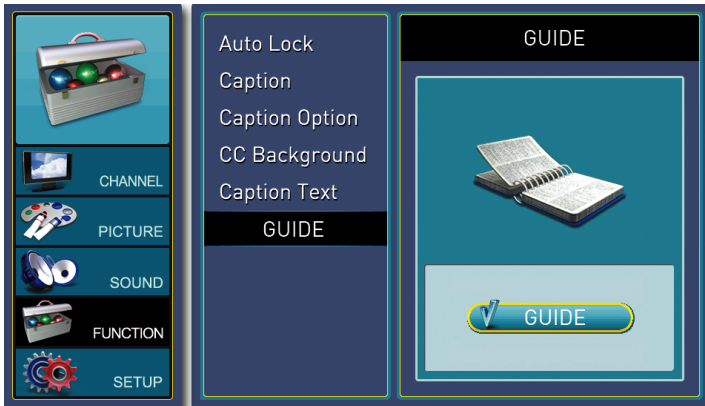 CHANNEL
PICTURE
SOUND
FUNCTION
SETUP
Auto Lock
Caption
Caption Option
CC Background
Caption Text
GUIDE
GUIDE
GUIDE